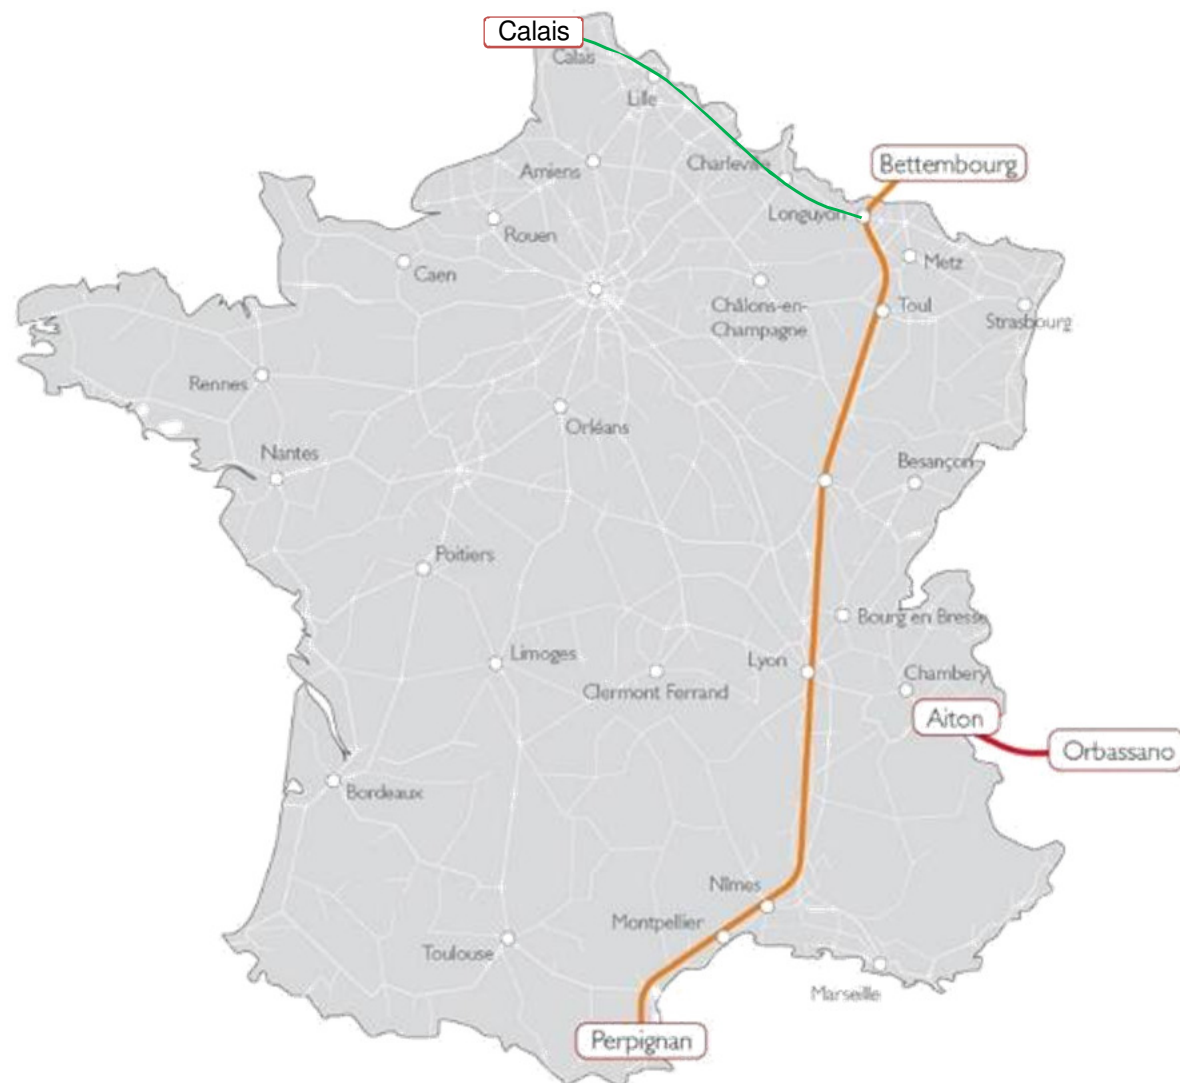 Calais
Calais
Lille
Amiens
Charleville
Bettembourg
Longuyon
Rouen
Caen
Metz
Châlons-en-
Champagne
Toul
Strasbourg
Rennes
Orléans
Nantes
Besançon
Poitiers
Bourg en Bresse
Limoges
Lyon
Clermont Ferrand
Chambery
Aiton
Orbassano
Bordeaux
Nîmes
Montpellier
Toulouse
Marseille
Perpignan